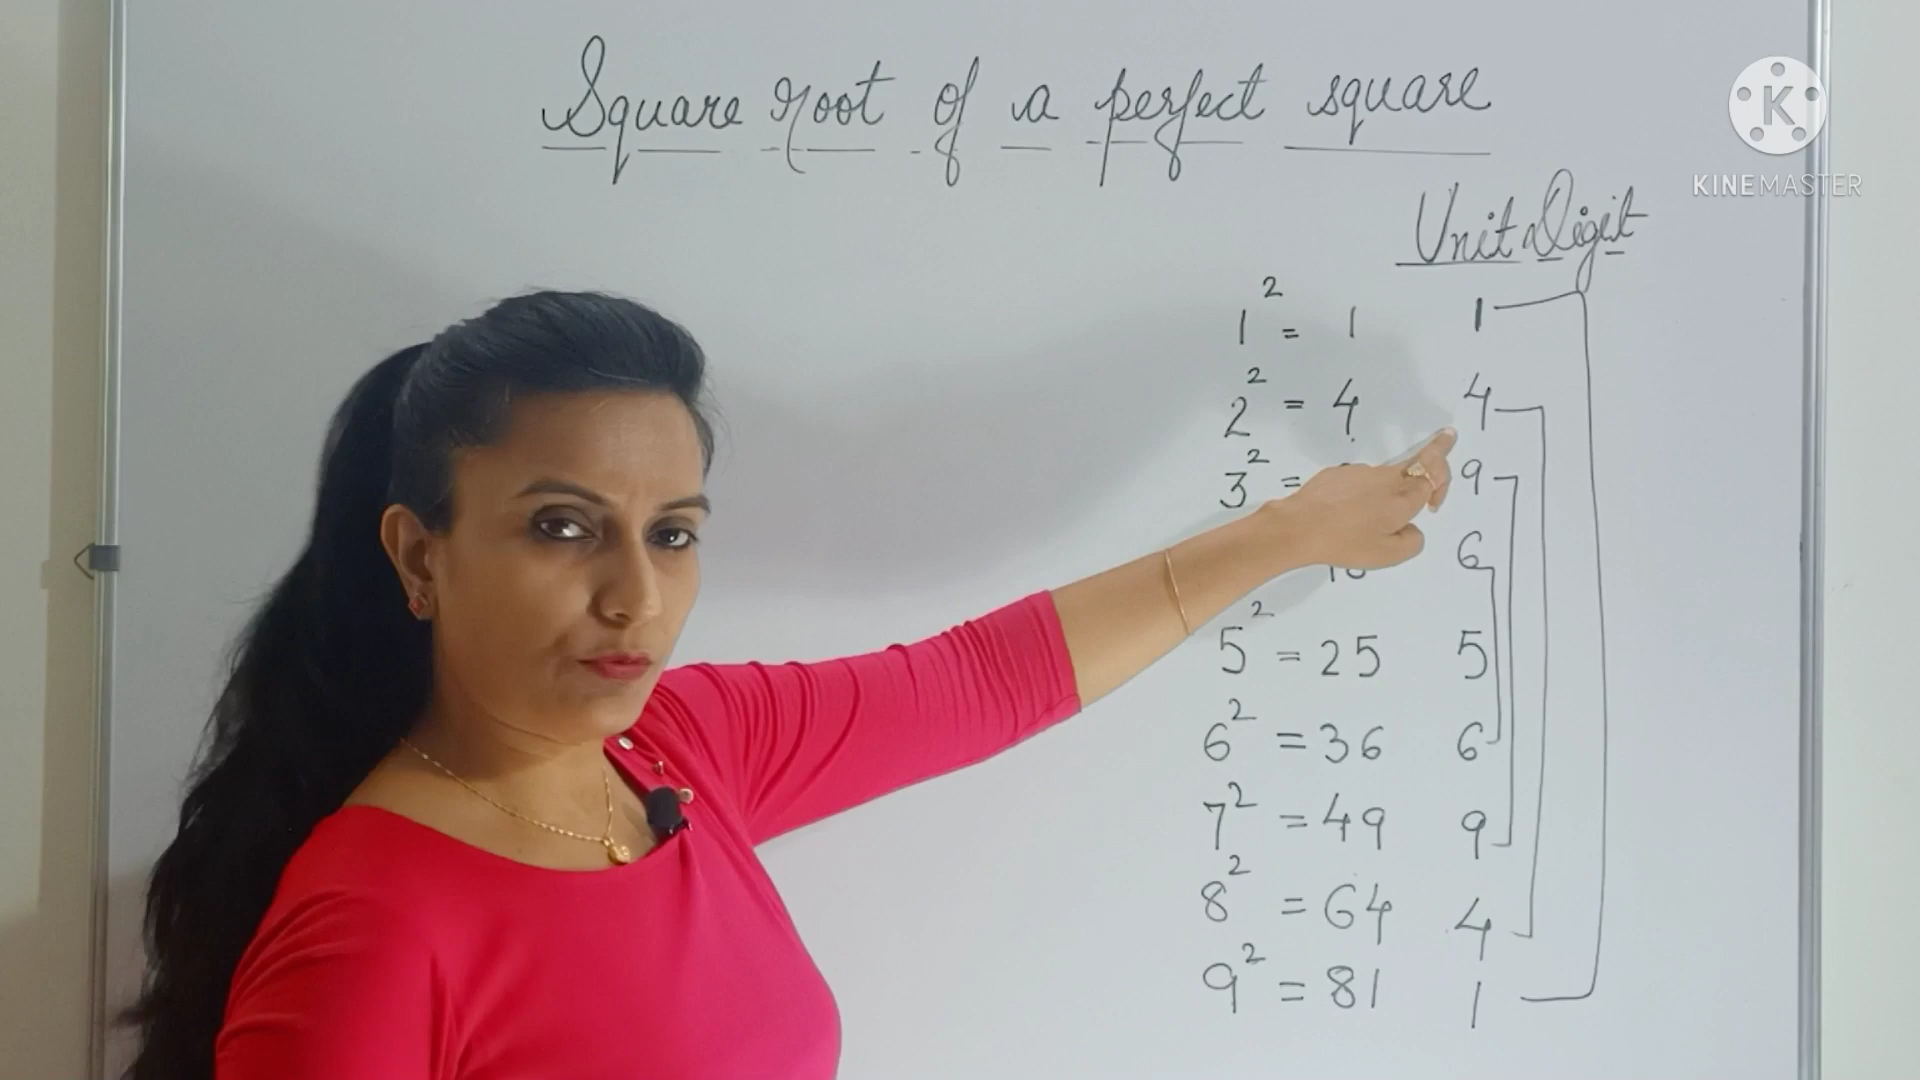 Square root of a perfect square
K
KINEMASTER
Unit Digit
1² = 1 1
2² = 4 4
3² = 9
6
5² = 25 5
6² = 36 6
7² = 49 9
8² = 64 4
9² = 81 1